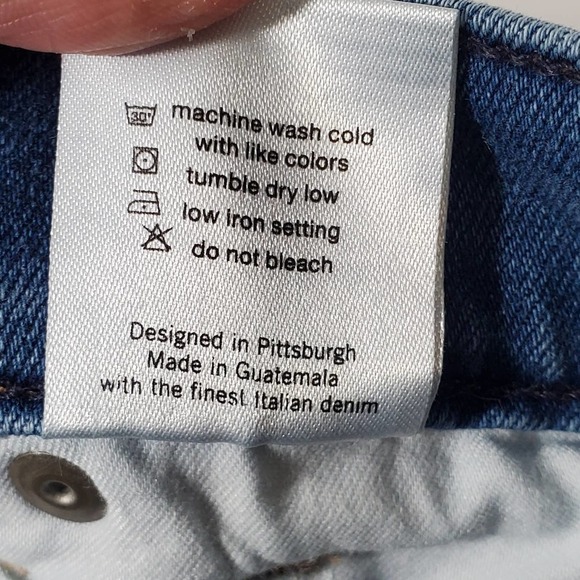 30°
machine wash cold
with like colors
tumble dry low
low iron setting
do not bleach
Designed in Pittsburgh
Made in Guatemala
with the finest Italian denim